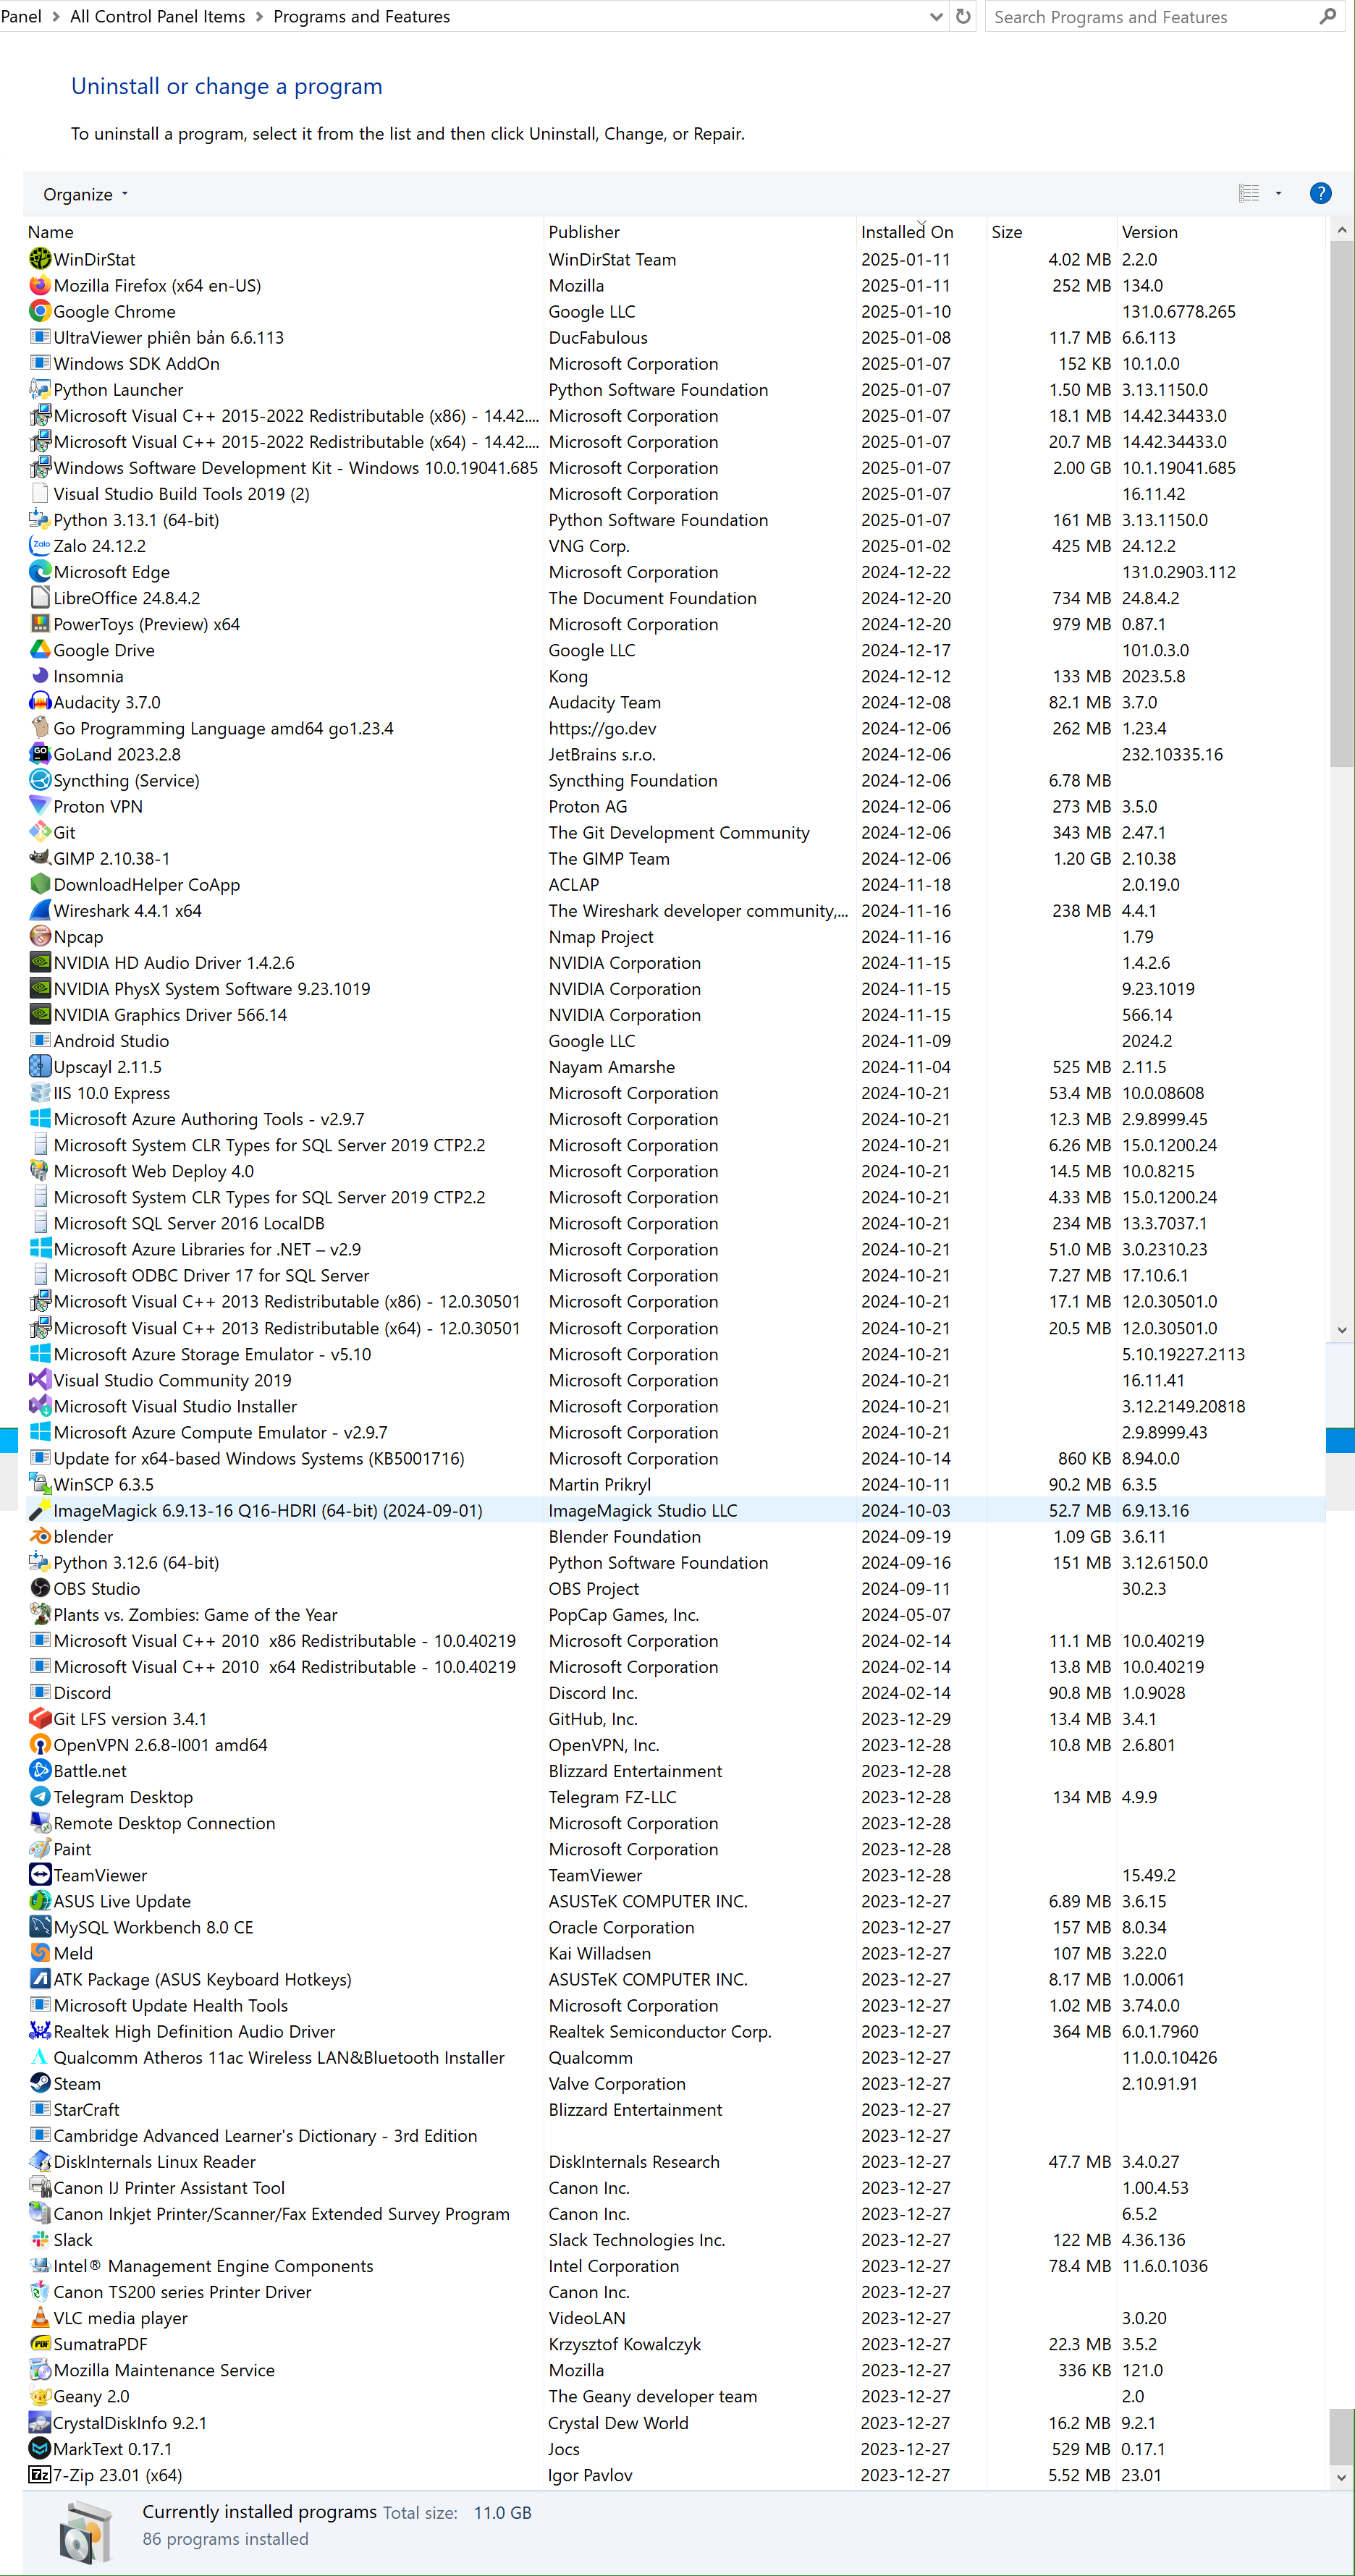 Panel > All Control Panel Items > Programs and Features Search Programs and Features
Uninstall or change a program
To uninstall a program, select it from the list and then click Uninstall, Change, or Repair.
Organize ?
Name Publisher Installed On Size Version
WinDirStat WinDirStat Team 2025-01-11 4.02 MB 2.2.0
Mozilla Firefox (x64 en-US) Mozilla 2025-01-11 252 MB 134.0
Google Chrome Google LLC 2025-01-10 131.0.6778.265
UltraViewer phiên bản 6.6.113 DucFabulous 2025-01-08 11.7 MB 6.6.113
Windows SDK AddOn Microsoft Corporation 2025-01-07 152 KB 10.1.0.0
Python Launcher Python Software Foundation 2025-01-07 1.50 MB 3.13.1150.0
Microsoft Visual C++ 2015-2022 Redistributable (x86) - 14.42.... Microsoft Corporation 2025-01-07 18.1 MB 14.42.34433.0
Microsoft Visual C++ 2015-2022 Redistributable (x64) - 14.42.... Microsoft Corporation 2025-01-07 20.7 MB 14.42.34433.0
Windows Software Development Kit - Windows 10.0.19041.685 Microsoft Corporation 2025-01-07 2.00 GB 10.1.19041.685
Visual Studio Build Tools 2019 (2) Microsoft Corporation 2025-01-07 16.11.42
Python 3.13.1 (64-bit) Python Software Foundation 2025-01-07 161 MB 3.13.1150.0
Zalo Zalo 24.12.2 VNG Corp. 2025-01-02 425 MB 24.12.2
Microsoft Edge Microsoft Corporation 2024-12-22 131.0.2903.112
LibreOffice 24.8.4.2 The Document Foundation 2024-12-20 734 MB 24.8.4.2
PowerToys (Preview) x64 Microsoft Corporation 2024-12-20 979 MB 0.87.1
Google Drive Google LLC 2024-12-17 101.0.3.0
Insomnia Kong 2024-12-12 133 MB 2023.5.8
Audacity 3.7.0 Audacity Team 2024-12-08 82.1 MB 3.7.0
Go Programming Language amd64 go1.23.4 https://go.dev 2024-12-06 262 MB 1.23.4
GO GoLand 2023.2.8 JetBrains s.r.o. 2024-12-06 232.10335.16
Syncthing (Service) Syncthing Foundation 2024-12-06 6.78 MB
Proton VPN Proton AG 2024-12-06 273 MB 3.5.0
Git The Git Development Community 2024-12-06 343 MB 2.47.1
GIMP 2.10.38-1 The GIMP Team 2024-12-06 1.20 GB 2.10.38
DownloadHelper CoApp ACLAP 2024-11-18 2.0.19.0
Wireshark 4.4.1 x64 The Wireshark developer community,... 2024-11-16 238 MB 4.4.1
Npcap Nmap Project 2024-11-16 1.79
NVIDIA HD Audio Driver 1.4.2.6 NVIDIA Corporation 2024-11-15 1.4.2.6
NVIDIA PhysX System Software 9.23.1019 NVIDIA Corporation 2024-11-15 9.23.1019
NVIDIA Graphics Driver 566.14 NVIDIA Corporation 2024-11-15 566.14
Android Studio Google LLC 2024-11-09 2024.2
Upscayl 2.11.5 Nayam Amarshe 2024-11-04 525 MB 2.11.5
IIS 10.0 Express Microsoft Corporation 2024-10-21 53.4 MB 10.0.08608
Microsoft Azure Authoring Tools - v2.9.7 Microsoft Corporation 2024-10-21 12.3 MB 2.9.8999.45
Microsoft System CLR Types for SQL Server 2019 CTP2.2 Microsoft Corporation 2024-10-21 6.26 MB 15.0.1200.24
Microsoft Web Deploy 4.0 Microsoft Corporation 2024-10-21 14.5 MB 10.0.8215
Microsoft System CLR Types for SQL Server 2019 CTP2.2 Microsoft Corporation 2024-10-21 4.33 MB 15.0.1200.24
Microsoft SQL Server 2016 LocalDB Microsoft Corporation 2024-10-21 234 MB 13.3.7037.1
Microsoft Azure Libraries for .NET – v2.9 Microsoft Corporation 2024-10-21 51.0 MB 3.0.2310.23
Microsoft ODBC Driver 17 for SQL Server Microsoft Corporation 2024-10-21 7.27 MB 17.10.6.1
Microsoft Visual C++ 2013 Redistributable (x86) - 12.0.30501 Microsoft Corporation 2024-10-21 17.1 MB 12.0.30501.0
Microsoft Visual C++ 2013 Redistributable (x64) - 12.0.30501 Microsoft Corporation 2024-10-21 20.5 MB 12.0.30501.0
Microsoft Azure Storage Emulator - v5.10 Microsoft Corporation 2024-10-21 5.10.19227.2113
Visual Studio Community 2019 Microsoft Corporation 2024-10-21 16.11.41
Microsoft Visual Studio Installer Microsoft Corporation 2024-10-21 3.12.2149.20818
Microsoft Azure Compute Emulator - v2.9.7 Microsoft Corporation 2024-10-21 2.9.8999.43
Update for x64-based Windows Systems (KB5001716) Microsoft Corporation 2024-10-14 860 KB 8.94.0.0
WinSCP 6.3.5 Martin Prikryl 2024-10-11 90.2 MB 6.3.5
ImageMagick 6.9.13-16 Q16-HDRI (64-bit) (2024-09-01) ImageMagick Studio LLC 2024-10-03 52.7 MB 6.9.13.16
blender Blender Foundation 2024-09-19 1.09 GB 3.6.11
Python 3.12.6 (64-bit) Python Software Foundation 2024-09-16 151 MB 3.12.6150.0
OBS Studio OBS Project 2024-09-11 30.2.3
Plants vs. Zombies: Game of the Year PopCap Games, Inc. 2024-05-07
Microsoft Visual C++ 2010 x86 Redistributable - 10.0.40219 Microsoft Corporation 2024-02-14 11.1 MB 10.0.40219
Microsoft Visual C++ 2010 x64 Redistributable - 10.0.40219 Microsoft Corporation 2024-02-14 13.8 MB 10.0.40219
Discord Discord Inc. 2024-02-14 90.8 MB 1.0.9028
Git LFS version 3.4.1 GitHub, Inc. 2023-12-29 13.4 MB 3.4.1
OpenVPN 2.6.8-I001 amd64 OpenVPN, Inc. 2023-12-28 10.8 MB 2.6.801
Battle.net Blizzard Entertainment 2023-12-28
Telegram Desktop Telegram FZ-LLC 2023-12-28 134 MB 4.9.9
Remote Desktop Connection Microsoft Corporation 2023-12-28
Paint Microsoft Corporation 2023-12-28
TeamViewer TeamViewer 2023-12-28 15.49.2
ASUS Live Update ASUSTeK COMPUTER INC. 2023-12-27 6.89 MB 3.6.15
MySQL Workbench 8.0 CE Oracle Corporation 2023-12-27 157 MB 8.0.34
Meld Kai Willadsen 2023-12-27 107 MB 3.22.0
ATK Package (ASUS Keyboard Hotkeys) ASUSTeK COMPUTER INC. 2023-12-27 8.17 MB 1.0.0061
Microsoft Update Health Tools Microsoft Corporation 2023-12-27 1.02 MB 3.74.0.0
Realtek High Definition Audio Driver Realtek Semiconductor Corp. 2023-12-27 364 MB 6.0.1.7960
Qualcomm Atheros 11ac Wireless LAN&Bluetooth Installer Qualcomm 2023-12-27 11.0.0.10426
Steam Valve Corporation 2023-12-27 2.10.91.91
StarCraft Blizzard Entertainment 2023-12-27
Cambridge Advanced Learner's Dictionary - 3rd Edition 2023-12-27
DiskInternals Linux Reader DiskInternals Research 2023-12-27 47.7 MB 3.4.0.27
Canon IJ Printer Assistant Tool Canon Inc. 2023-12-27 1.00.4.53
Canon Inkjet Printer/Scanner/Fax Extended Survey Program Canon Inc. 2023-12-27 6.5.2
Slack Slack Technologies Inc. 2023-12-27 122 MB 4.36.136
Intel® Management Engine Components Intel Corporation 2023-12-27 78.4 MB 11.6.0.1036
Canon TS200 series Printer Driver Canon Inc. 2023-12-27
VLC media player VideoLAN 2023-12-27 3.0.20
PDF SumatraPDF Krzysztof Kowalczyk 2023-12-27 22.3 MB 3.5.2
Mozilla Maintenance Service Mozilla 2023-12-27 336 KB 121.0
Geany 2.0 The Geany developer team 2023-12-27 2.0
CrystalDiskInfo 9.2.1 Crystal Dew World 2023-12-27 16.2 MB 9.2.1
MarkText 0.17.1 Jocs 2023-12-27 529 MB 0.17.1
7z 7-Zip 23.01 (x64) Igor Pavlov 2023-12-27 5.52 MB 23.01
Currently installed programs Total size: 11.0 GB
86 programs installed